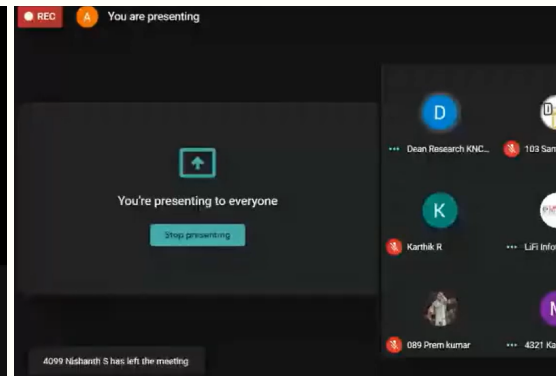 REC
A You are presenting
D
Dean Research KNC... 103 San
You're presenting to everyone
Stop presenting
K
Karthik R LiFi Info
089 Prem kumar 4321 Ka
4099 Nishanth S has left the meeting